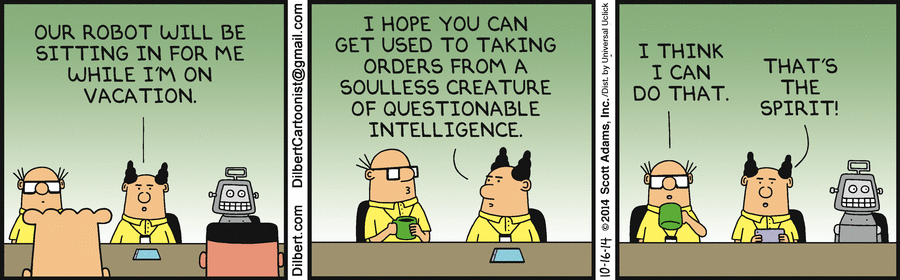 OUR ROBOT WILL BE
SITTING IN FOR ME
WHILE I'M ON
VACATION.
Dilbert.com DilbertCartoonist@gmail.com
I HOPE YOU CAN
GET USED TO TAKING
ORDERS FROM A
SOULLESS CREATURE
OF QUESTIONABLE
INTELLIGENCE.
10-16-14 ©2014 Scott Adams, Inc. /Dist. by Universal Uclick
I THINK
I CAN
DO THAT.
THAT'S
THE
SPIRIT!